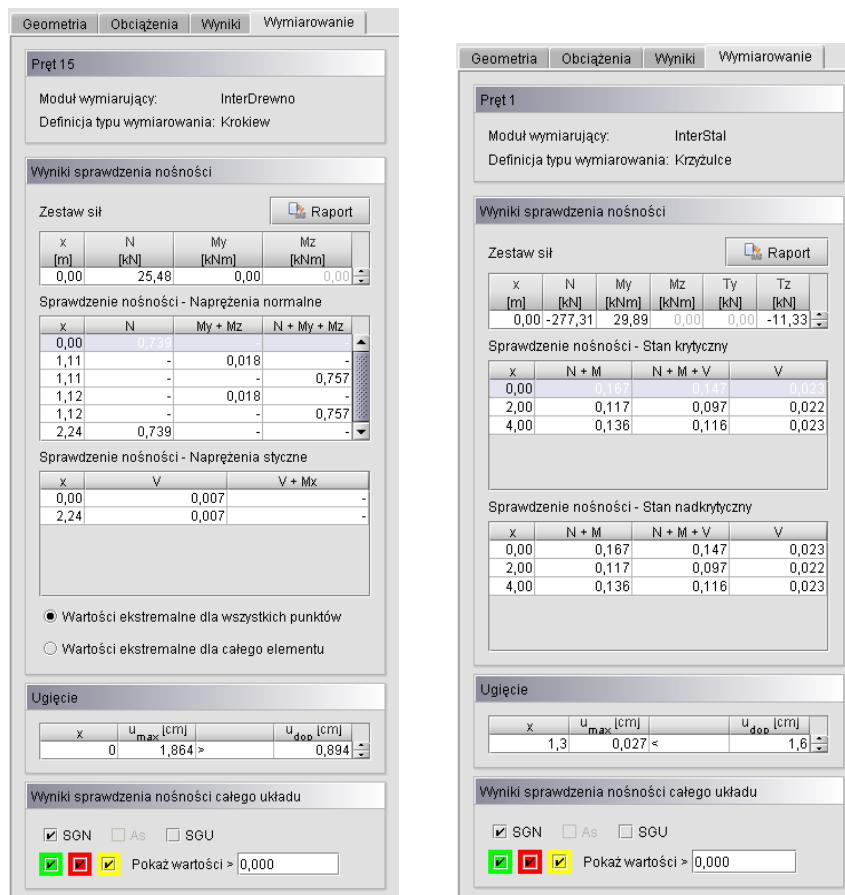 Geometria Obciążenia Wyniki Wymiarowanie
Pręt 15
Moduł wymiarujący: InterDrewno
Definicja typu wymiarowania: Krokiew
Wyniki sprawdzenia nośności
Zestaw sił Raport
x N My Mz
[m] [kN] [kNm] [kNm]
0,00 25,48 0,00 0,00
Sprawdzenie nośności - Naprężenia normalne
x N My + Mz N + My + Mz
0,00 0,739 - -
1,11 - 0,018 -
1,11 - - 0,757
1,12 - 0,018 -
1,12 - - 0,757
2,24 0,739 - -
Sprawdzenie nośności - Naprężenia styczne
x V V + Mx
0,00 0,007 -
2,24 0,007 -
Wartości ekstremalne dla wszystkich punktów
Wartości ekstremalne dla całego elementu
Ugięcie
x u max [cm] u dop [cm]
0 1,864 > 0,894
Wyniki sprawdzenia nośności całego układu
SGN As SGU
Pokaż wartości > 0,000
Geometria Obciążenia Wyniki Wymiarowanie
Pręt 1
Moduł wymiarujący: InterStal
Definicja typu wymiarowania: Krzyżulce
Wyniki sprawdzenia nośności
Zestaw sił Raport
x N My Mz Ty Tz
[m] [kN] [kNm] [kNm] [kN] [kN]
0,00 -277,31 29,89 0,00 0,00 -11,33
Sprawdzenie nośności - Stan krytyczny
x N + M N + M + V V
0,00 0,167 0,147 0,023
2,00 0,117 0,097 0,022
4,00 0,136 0,116 0,023
Sprawdzenie nośności - Stan nadkrytyczny
x N + M N + M + V V
0,00 0,167 0,147 0,023
2,00 0,117 0,097 0,022
4,00 0,136 0,116 0,023
Ugięcie
x u max [cm] u dop [cm]
1,3 0,027 < 1,6
Wyniki sprawdzenia nośności całego układu
SGN As SGU
Pokaż wartości > 0,000